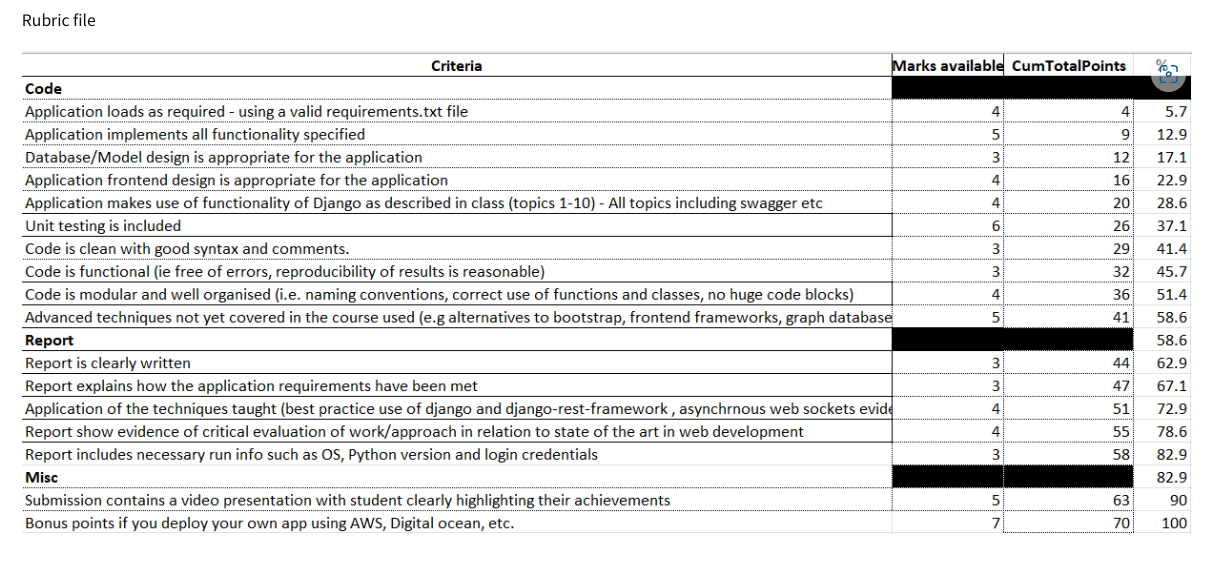 Rubric file
Criteria Marks available CumTotalPoints %
Code
Application loads as required - using a valid requirements.txt file 4 4 5.7
Application implements all functionality specified 5 9 12.9
Database/Model design is appropriate for the application 3 12 17.1
Application frontend design is appropriate for the application 4 16 22.9
Application makes use of functionality of Django as described in class (topics 1-10) - All topics including swagger etc 4 20 28.6
Unit testing is included 6 26 37.1
Code is clean with good syntax and comments. 3 29 41.4
Code is functional (ie free of errors, reproducibility of results is reasonable) 3 32 45.7
Code is modular and well organised (i.e. naming conventions, correct use of functions and classes, no huge code blocks) 4 36 51.4
Advanced techniques not yet covered in the course used (e.g alternatives to bootstrap, frontend frameworks, graph database 5 41 58.6
Report 58.6
Report is clearly written 3 44 62.9
Report explains how the application requirements have been met 3 47 67.1
Application of the techniques taught (best practice use of django and django-rest-framework , asynchrnous web sockets evide 4 51 72.9
Report show evidence of critical evaluation of work/approach in relation to state of the art in web development 4 55 78.6
Report includes necessary run info such as OS, Python version and login credentials 3 58 82.9
Misc 82.9
Submission contains a video presentation with student clearly highlighting their achievements 5 63 90
Bonus points if you deploy your own app using AWS, Digital ocean, etc. 7 70 100